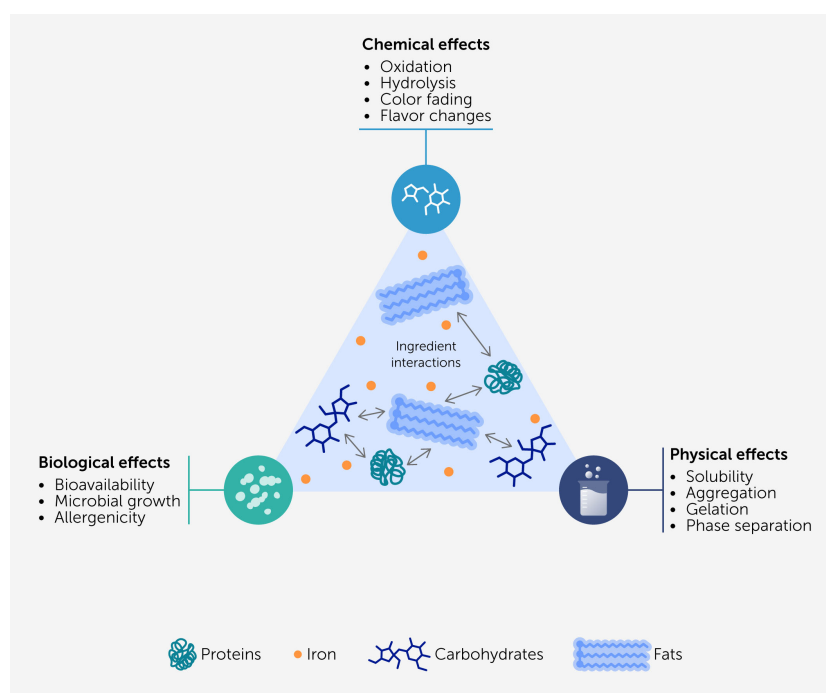 Chemical effects
• Oxidation
• Hydrolysis
• Color fading
• Flavor changes
Ingredient
interactions
Biological effects
• Bioavailability
• Microbial growth
• Allergenicity
Physical effects
• Solubility
• Aggregation
• Gelation
• Phase separation
Proteins
Iron
Carbohydrates
Fats